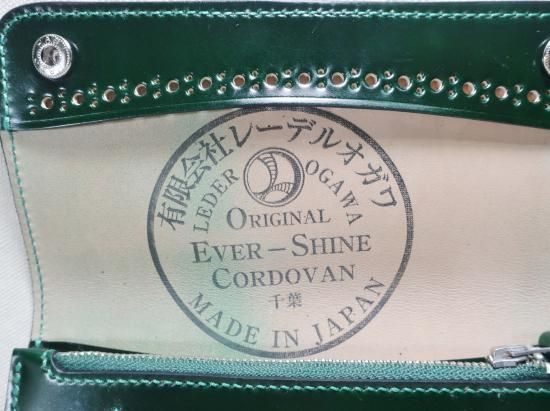 有限会社レーデルオガワ
LEDER OGAWA
ORIGINAL
EVER-SHINE
CORDOVAN
千葉
MADE IN JAPAN